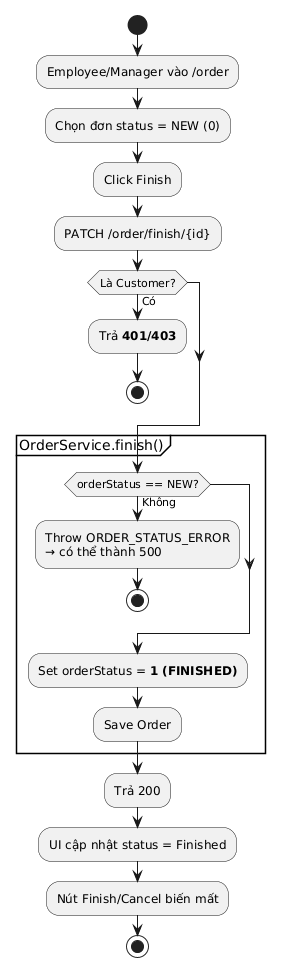 Employee/Manager vào /order
Chọn đơn status = NEW (0)
Click Finish
PATCH /order/finish/{id}
Là Customer?
Có
Trả 401/403
OrderService.finish()
orderStatus == NEW?
Không
Throw ORDER_STATUS_ERROR
→ có thể thành 500
Set orderStatus = 1 (FINISHED)
Save Order
Trả 200
UI cập nhật status = Finished
Nút Finish/Cancel biến mất